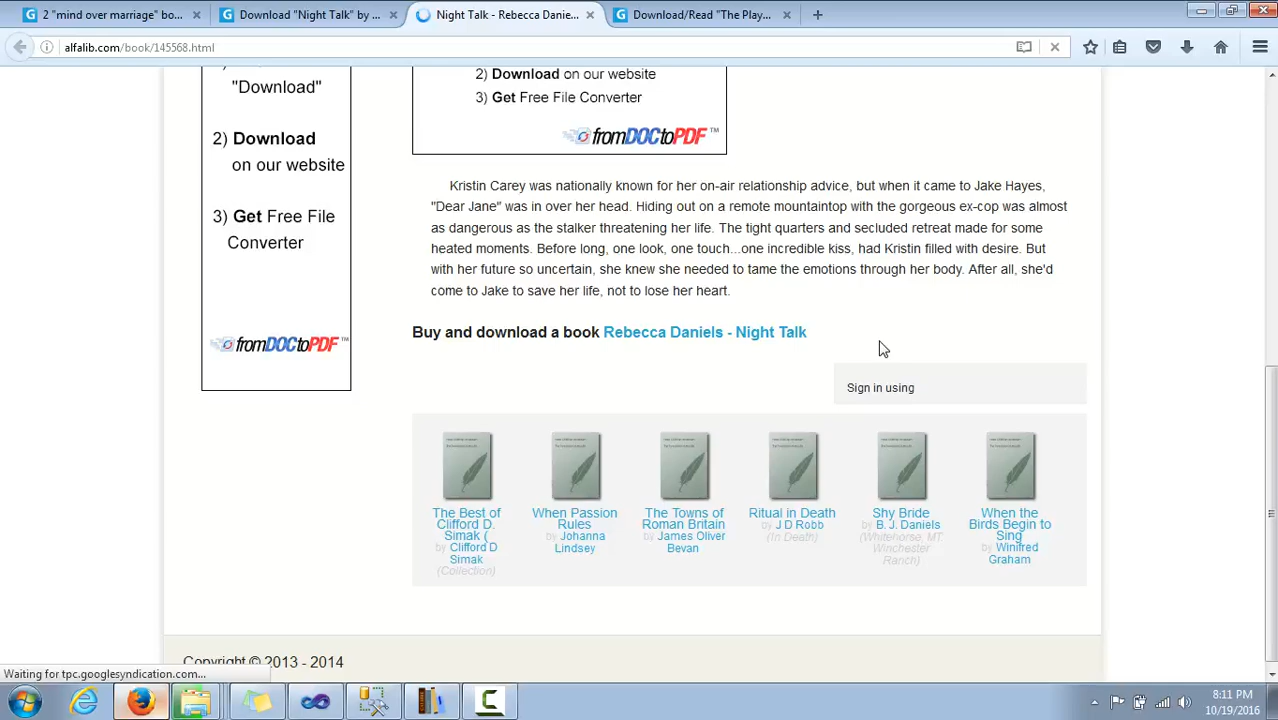 2 "mind over marriage" bo...
Download "Night Talk" by ...
Night Talk - Rebecca Danie...
Download/Read "The Play...
alfalib.com/book/145568.html
"Download"
2) Download
on our website
3) Get Free File
Converter
fromDOCtoPDF™
2) Download on our website
3) Get Free File Converter
fromDOCtoPDF™
Kristin Carey was nationally known for her on-air relationship advice, but when it came to Jake Hayes,
"Dear Jane" was in over her head. Hiding out on a remote mountaintop with the gorgeous ex-cop was almost
as dangerous as the stalker threatening her life. The tight quarters and secluded retreat made for some
heated moments. Before long, one look, one touch...one incredible kiss, had Kristin filled with desire. But
with her future so uncertain, she knew she needed to tame the emotions through her body. After all, she'd
come to Jake to save her life, not to lose her heart.
Buy and download a book Rebecca Daniels - Night Talk
Sign in using
The Best of
Clifford D.
Simak (
by Clifford D
Simak
(Collection)
When Passion
Rules
by Johanna
Lindsey
The Towns of
Roman Britain
by James Oliver
Bevan
Ritual in Death
by J D Robb
(In Death)
Shy Bride
by B. J. Daniels
(Whitehorse, MT
Winchester
Ranch)
When the
Birds Begin to
Sing
by Winifred
Graham
Copyright © 2013 - 2014
Waiting for tpc.googlesyndication.com...
8:11 PM
10/19/2016